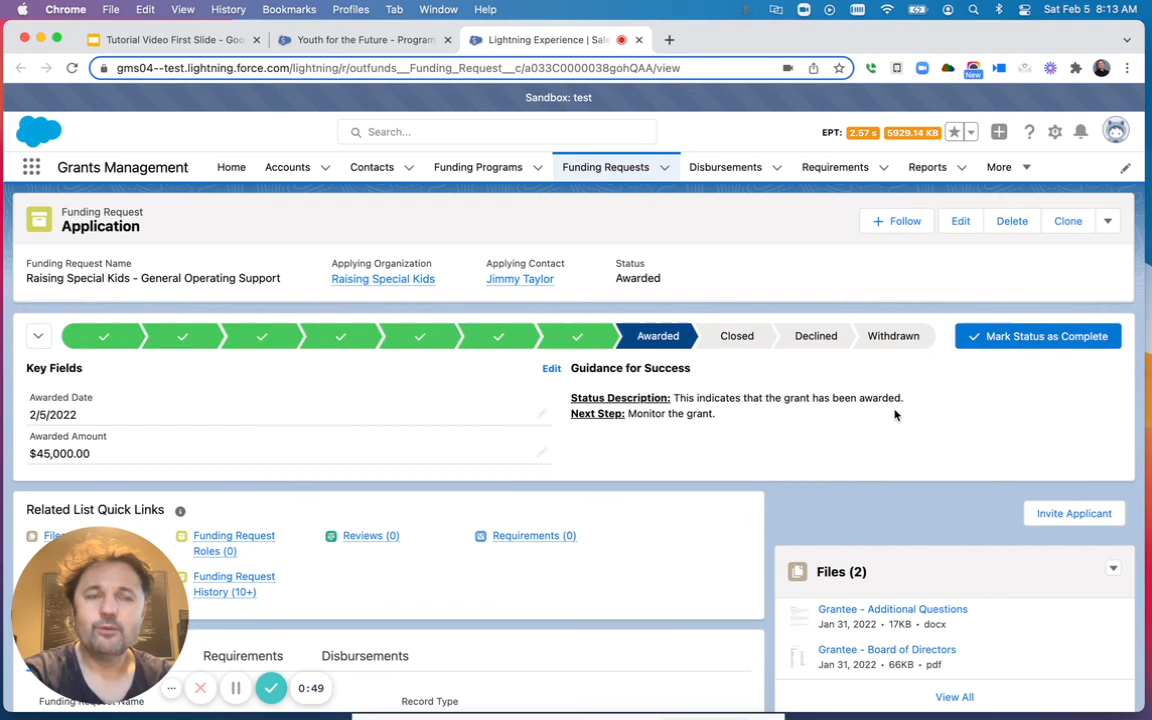 Chrome File Edit View History Bookmarks Profiles Tab Window Help Sat Feb 5 8:13 AM
Tutorial Video First Slide - Goo Youth for the Future - Program Lightning Experience | Sale
gms04--test.lightning.force.com/lightning/r/outfunds__Funding_Request__c/a033C0000038gohQAA/view New
Sandbox: test
Search... EPT: 2.57 s 5929.14 KB
Grants Management Home Accounts Contacts Funding Programs Funding Requests Disbursements Requirements Reports More
Funding Request
Application
Follow Edit Delete Clone
Funding Request Name Applying Organization Applying Contact Status
Raising Special Kids - General Operating Support Raising Special Kids Jimmy Taylor Awarded
Awarded Closed Declined Withdrawn Mark Status as Complete
Key Fields Edit Guidance for Success
Awarded Date
2/5/2022
Status Description: This indicates that the grant has been awarded.
Next Step: Monitor the grant.
Awarded Amount
$45,000.00
Related List Quick Links
Invite Applicant
Files
Funding Request
Roles (0)
Reviews (0)
Requirements (0)
Funding Request
History (10+)
Files (2)
Grantee - Additional Questions
Jan 31, 2022 • 17KB • docx
Grantee - Board of Directors
Jan 31, 2022 • 66KB • pdf
View All
Requirements Disbursements
0:49
Funding Request Name Record Type